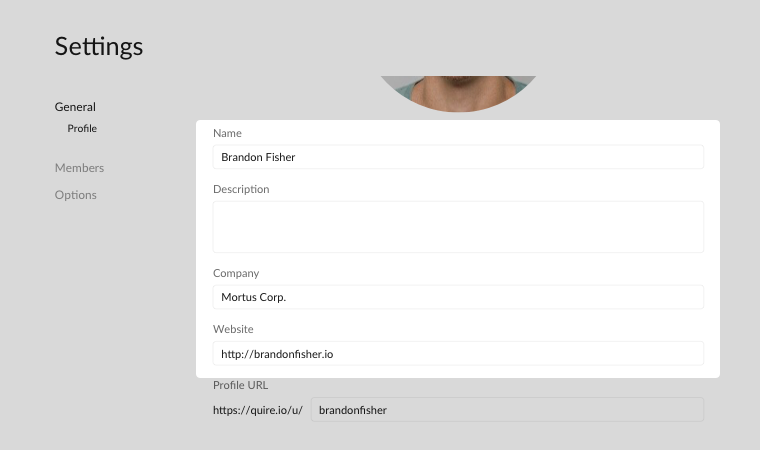 Settings
General
Profile
Members
Options
Name
Brandon Fisher
Description
Company
Mortus Corp.
Website
http://brandonfisher.io
Profile URL
https://quire.io/u/ brandonfisher